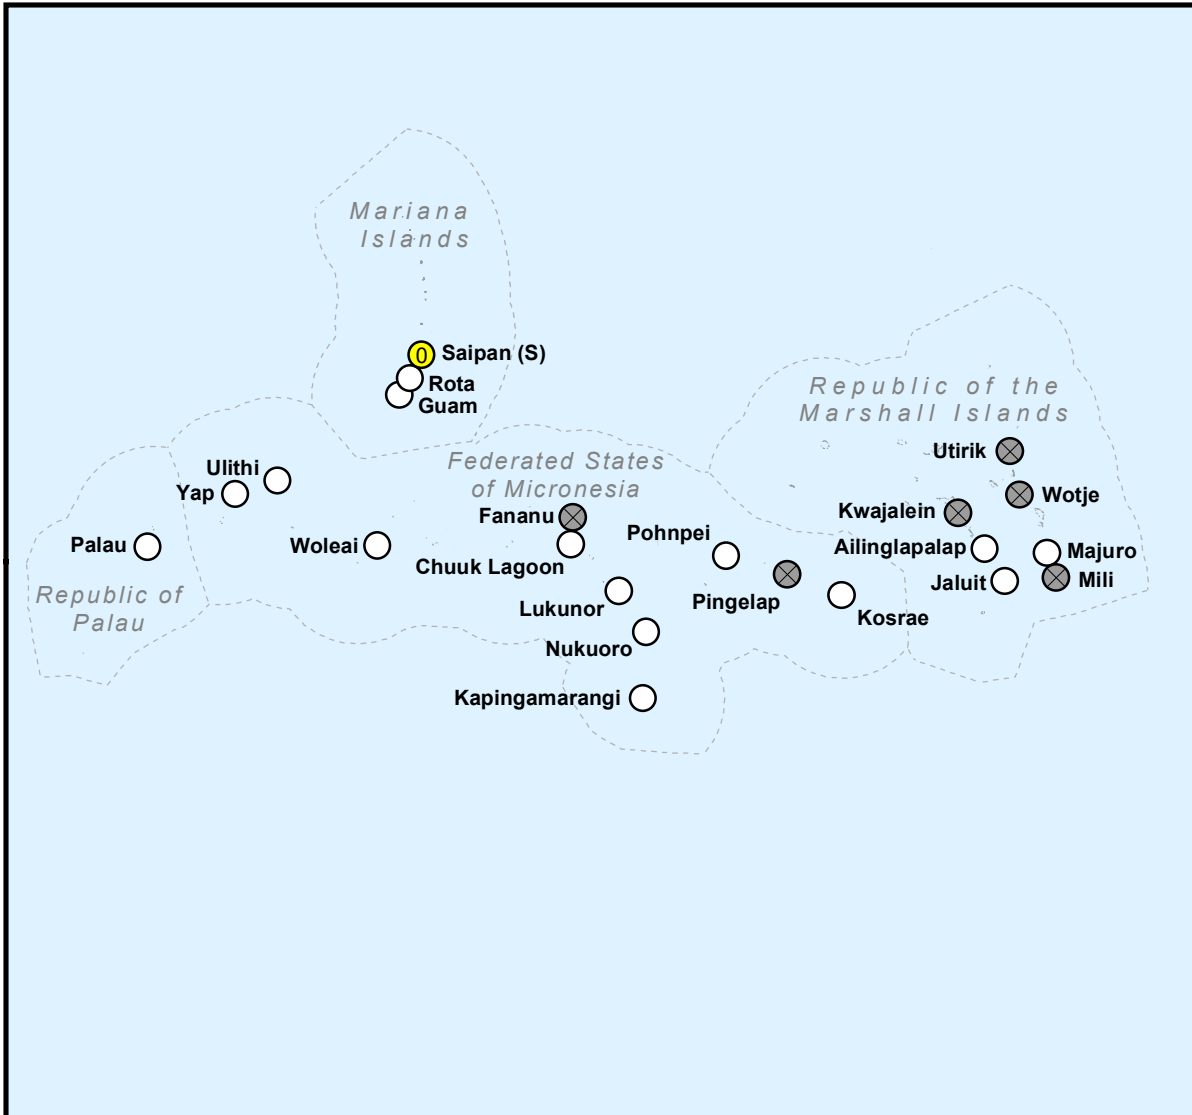 Mariana
Islands
0 Saipan (S)
Rota
Guam
Republic of the
Marshall Islands
Utirik
Ulithi
Yap
Federated States
of Micronesia
Wotje
Fananu
Kwajalein
Pohnpei
Palau
Woleai
Ailinglapalap
Majuro
Chuuk Lagoon
Jaluit
Mili
Republic of
Palau
Lukunor
Pingelap
Kosrae
Nukuoro
Kapingamarangi